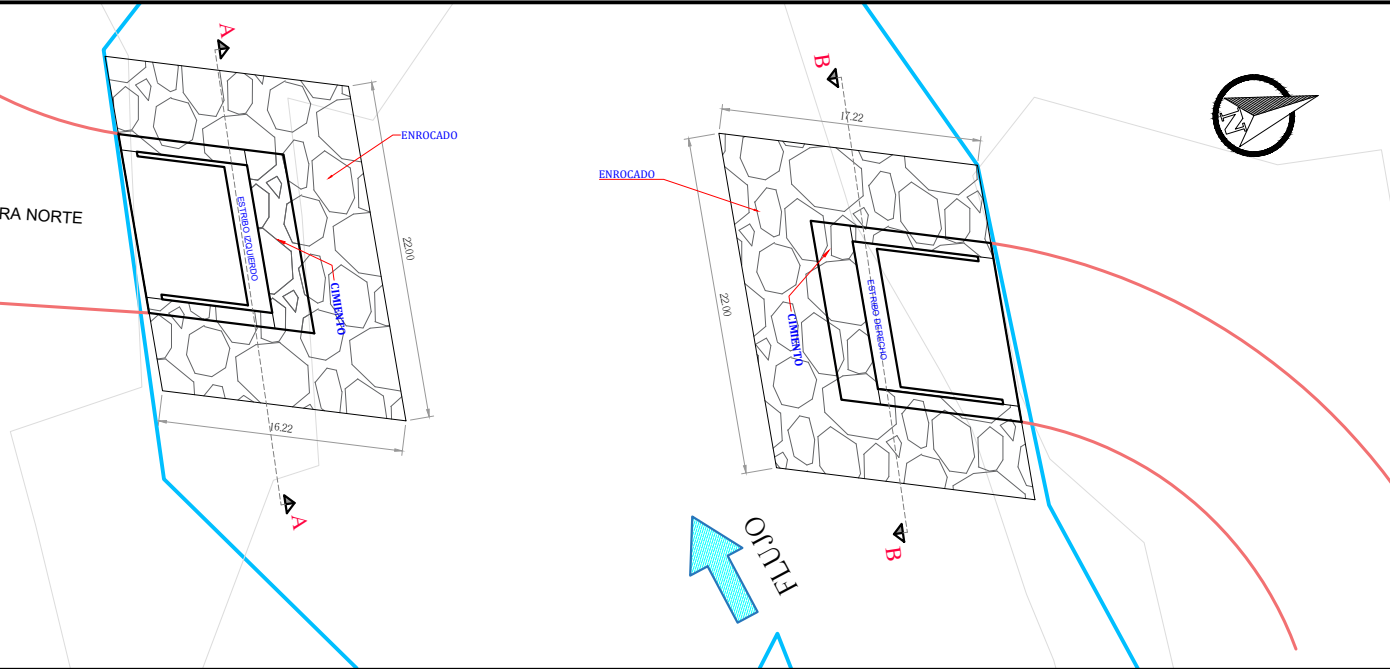 A
ENROCADO
RA NORTE
ESTRIBO IZQUIERDO
22.00
CIMIENTO
16.22
A
B
17.22
N
ENROCADO
22.00
CIMIENTO
ESTRIBO DERECHO
FLUJO
B